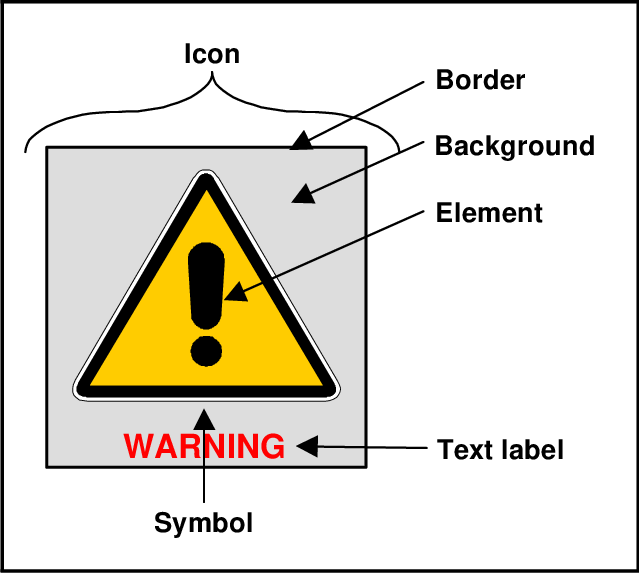 Icon
Border
Background
Element
WARNING
Text label
Symbol